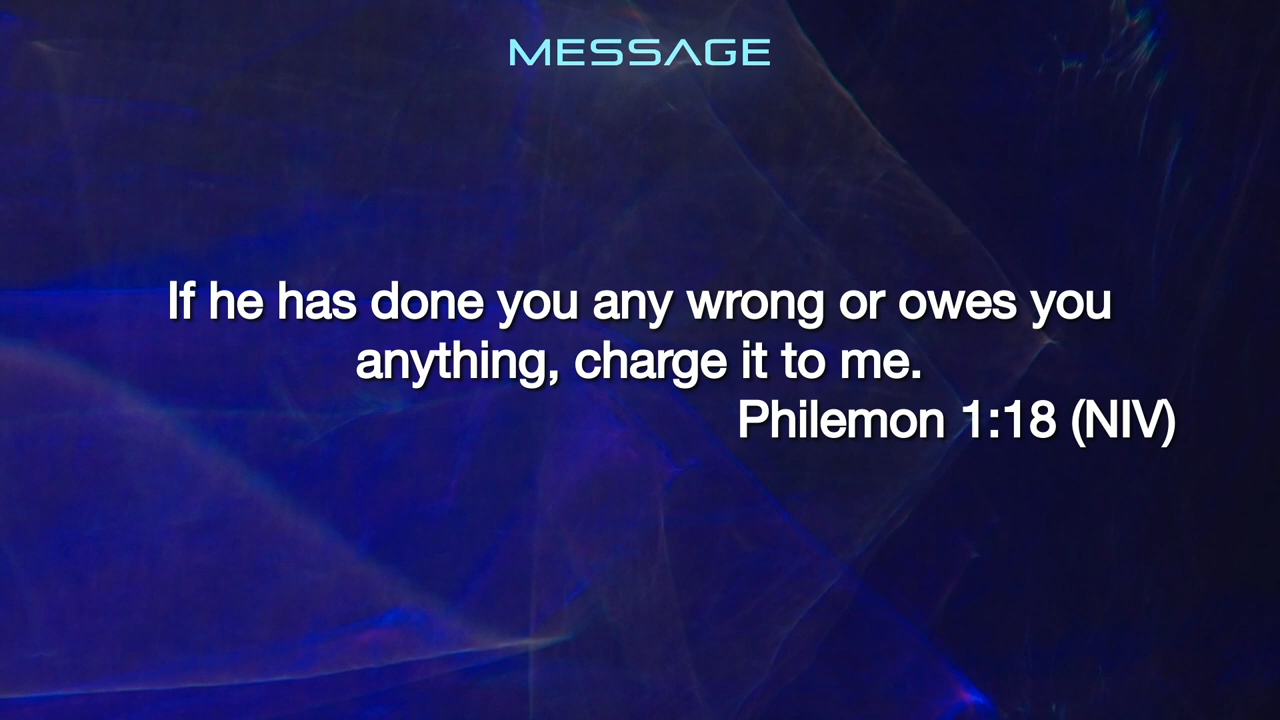 MESSAGE
If he has done you any wrong or owes you
anything, charge it to me.
Philemon 1:18 (NIV)